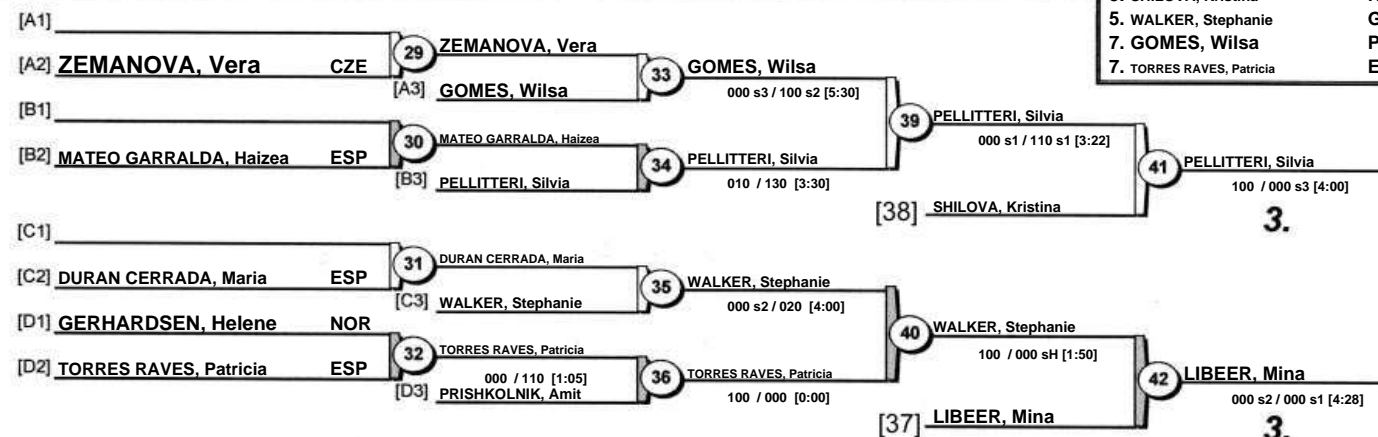 5. WALKER, Stephanie G
7. GOMES, Wilsa P
7. TORRES RAVES, Patricia E
[A1]
[A2] ZEMANOVA, Vera CZE
29
ZEMANOVA, Vera
[A3] GOMES, Wilsa
33
GOMES, Wilsa
000 s3 / 100 s2 [5:30]
[B1]
[B2] MATEO GARRALDA, Haizea ESP
30
MATEO GARRALDA, Haizea
[B3] PELLITTERI, Silvia
34
PELLITTERI, Silvia
010 / 130 [3:30]
39
PELLITTERI, Silvia
000 s1 / 110 s1 [3:22]
[38] SHILOVA, Kristina
41
PELLITTERI, Silvia
100 / 000 s3 [4:00]
3.
[C1]
[C2] DURAN CERRADA, Maria ESP
31
DURAN CERRADA, Maria
[C3] WALKER, Stephanie
35
WALKER, Stephanie
000 s2 / 020 [4:00]
[D1] GERHARDSEN, Helene NOR
[D2] TORRES RAVES, Patricia ESP
32
TORRES RAVES, Patricia
000 / 110 [1:05]
[D3] PRISHKOLNIK, Amit
36
TORRES RAVES, Patricia
100 / 000 [0:00]
40
WALKER, Stephanie
100 / 000 sH [1:50]
[37] LIBEER, Mina
42
LIBEER, Mina
000 s2 / 000 s1 [4:28]
3.